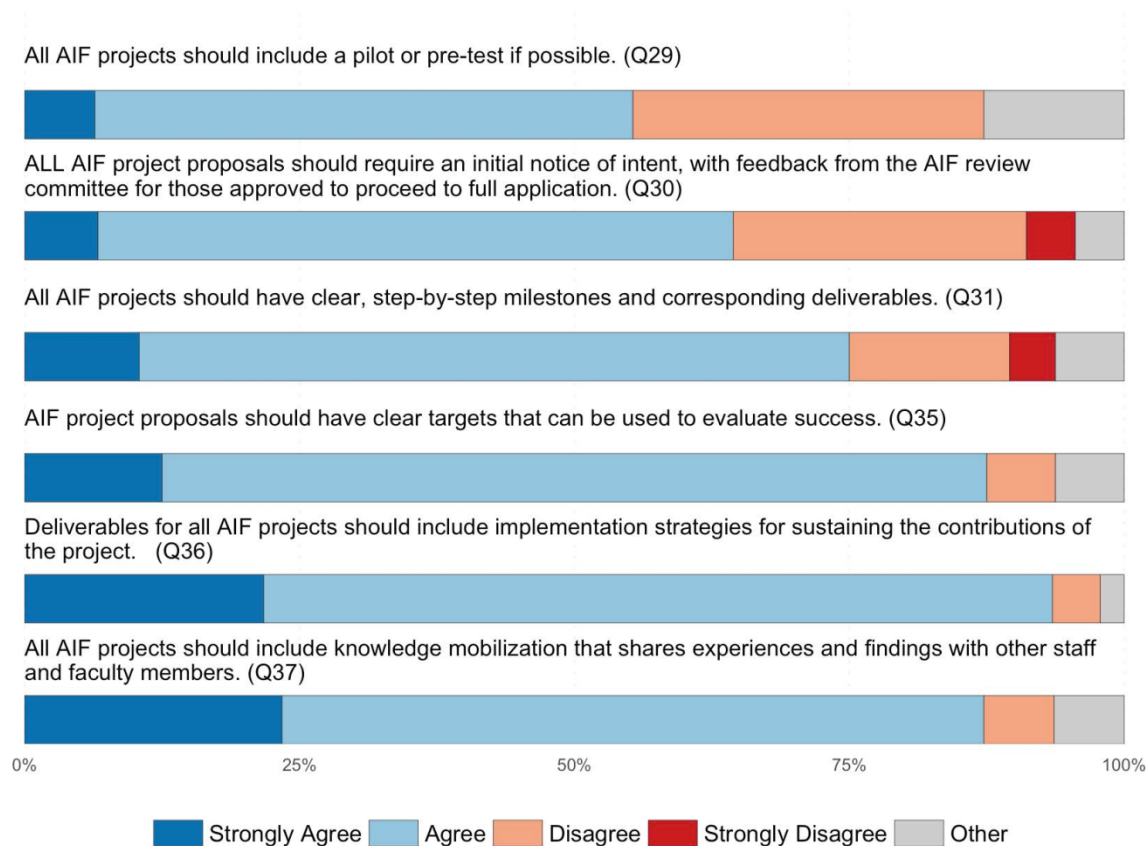 All AIF projects should include a pilot or pre-test if possible. (Q29)
ALL AIF project proposals should require an initial notice of intent, with feedback from the AIF review
committee for those approved to proceed to full application. (Q30)
All AIF projects should have clear, step-by-step milestones and corresponding deliverables. (Q31)
AIF project proposals should have clear targets that can be used to evaluate success. (Q35)
Deliverables for all AIF projects should include implementation strategies for sustaining the contributions of
the project.   (Q36)
All AIF projects should include knowledge mobilization that shares experiences and findings with other staff
and faculty members. (Q37)
0% 25% 50% 75% 100%
Strongly Agree Agree Disagree Strongly Disagree Other